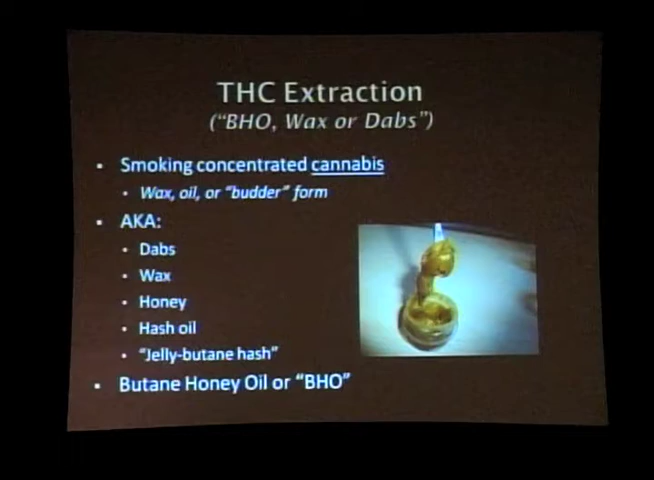 THC Extraction
("BHO, Wax or Dabs")
▪ Smoking concentrated cannabis
▪ Wax, oil, or "budder" form
▪ AKA:
▪ Dabs
▪ Wax
▪ Honey
▪ Hash oil
▪ "Jelly-butane hash"
▪ Butane Honey Oil or "BHO"